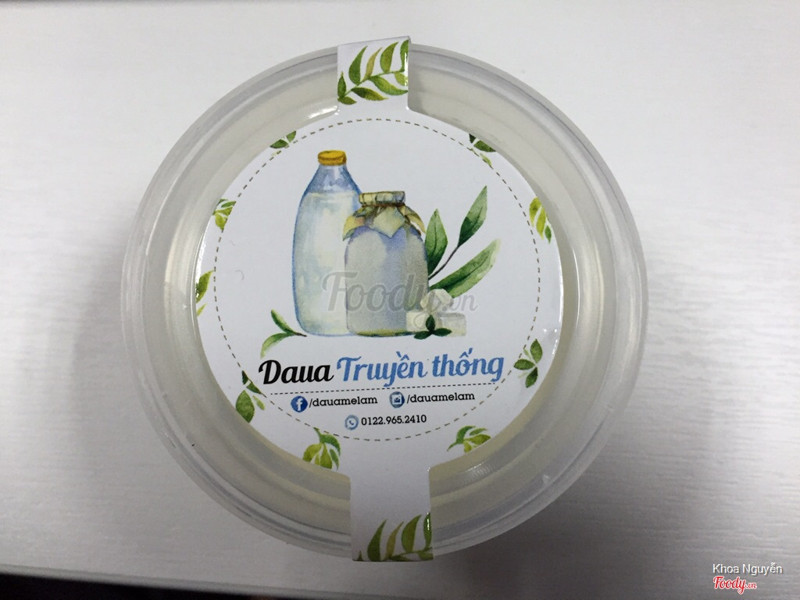 Foody.vn
Daua Truyền thống
/dauamelam /dauamelam
0122.965.2410
Khoa Nguyễn
Foody.vn